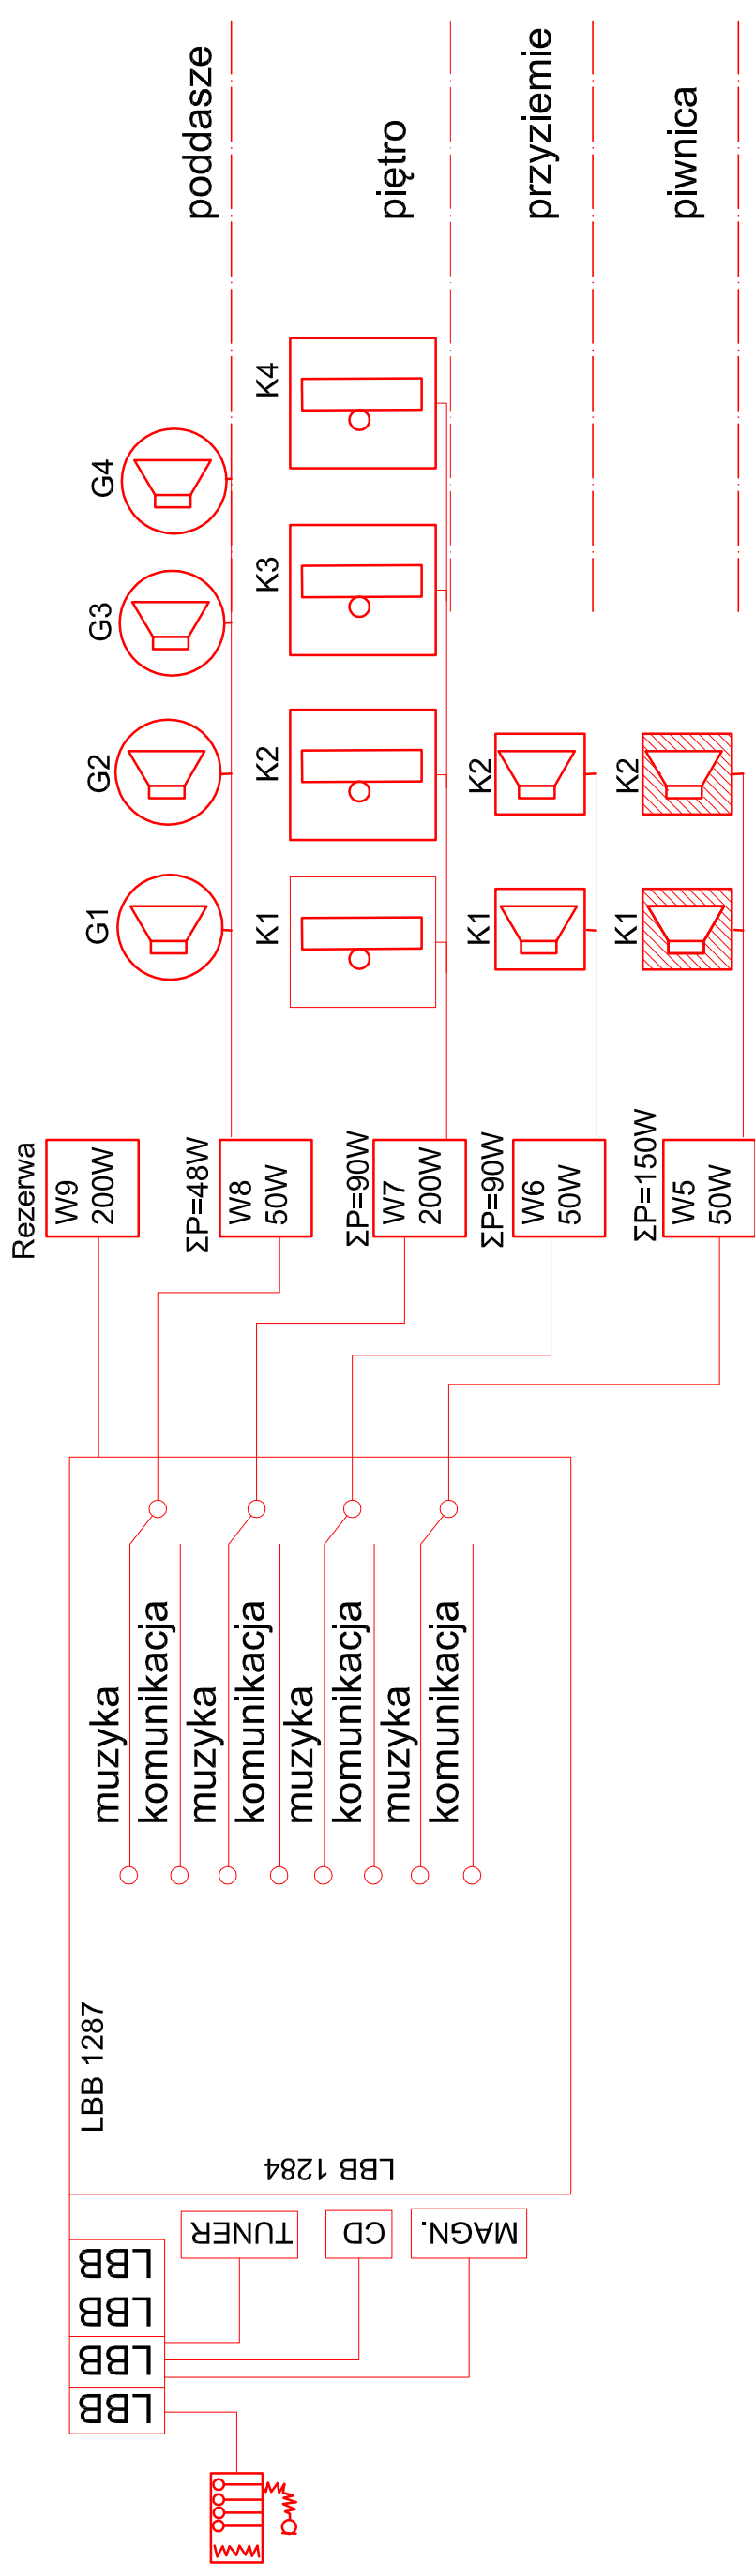 poddasze
piętro
przyziemie
piwnica
G4
G3
G2
G1
K4
K3
K2
K1
K2
K1
K2
K1
Rezerwa
W9
200W
ΣP=48W
W8
50W
ΣP=90W
W7
200W
ΣP=90W
W6
50W
ΣP=150W
W5
50W
muzyka
komunikacja
muzyka
komunikacja
muzyka
komunikacja
muzyka
komunikacja
LBB 1287
LBB 1284
LBB
LBB
LBB
LBB
TUNER
CD
MAGN.